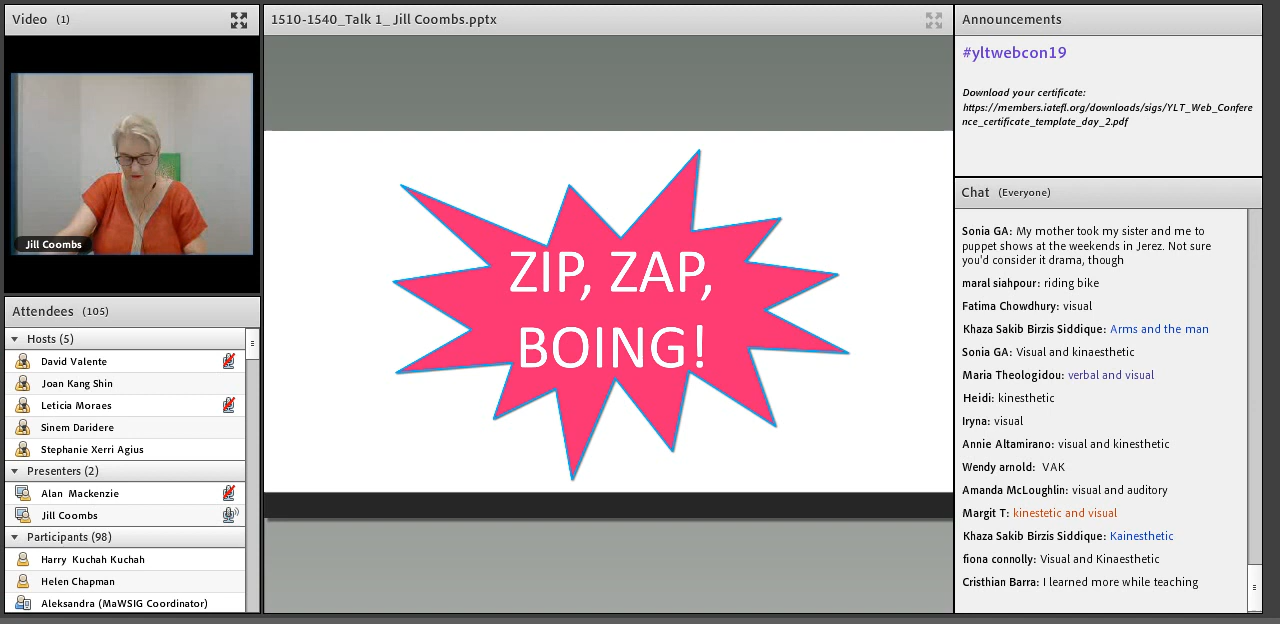 Video (1)
Jill Coombs
Attendees (105)
Hosts (5)
David Valente
Joan Kang Shin
Leticia Moraes
Sinem Daridere
Stephanie Xerri Agius
Presenters (2)
Alan Mackenzie
Jill Coombs
Participants (98)
Harry Kuchah Kuchah
Helen Chapman
Aleksandra (MaWSIG Coordinator)
1510-1540_Talk 1_ Jill Coombs.pptx
ZIP, ZAP,
BOING!
Announcements
#yltwebcon19
Download your certificate:
https://members.iatefl.org/downloads/sigs/YLT_Web_Confere
nce_certificate_template_day_2.pdf
Chat (Everyone)
Sonia GA: My mother took my sister and me to
puppet shows at the weekends in Jerez. Not sure
you'd consider it drama, though
maral siahpour: riding bike
Fatima Chowdhury: visual
Khaza Sakib Birzis Siddique: Arms and the man
Sonia GA: Visual and kinaesthetic
Maria Theologidou: verbal and visual
Heidi: kinesthetic
Iryna: visual
Annie Altamirano: visual and kinesthetic
Wendy arnold: VAK
Amanda McLoughlin: visual and auditory
Margit T: kinestetic and visual
Khaza Sakib Birzis Siddique: Kainesthetic
fiona connolly: Visual and Kinaesthetic
Cristhian Barra: I learned more while teaching